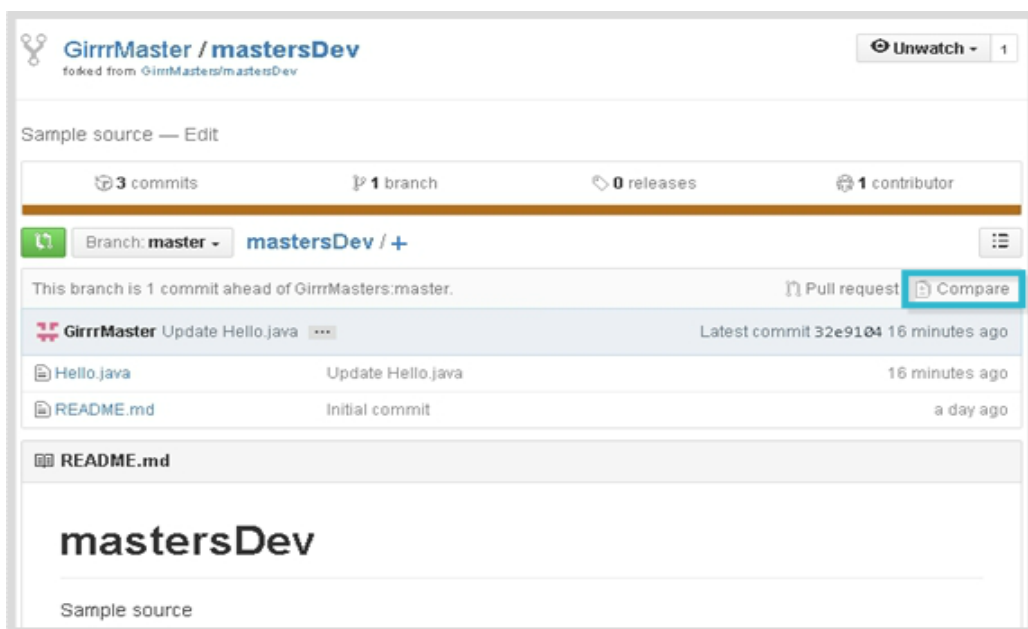 GirrrMaster / mastersDev
Unwatch 1
forked from GirrrMasters/mastersDev
Sample source — Edit
3 commits 1 branch 0 releases 1 contributor
Branch: master mastersDev / +
This branch is 1 commit ahead of GirrrMasters:master. Pull request Compare
GirrrMaster Update Hello.java ... Latest commit 32e9104 16 minutes ago
Hello.java Update Hello.java 16 minutes ago
README.md Initial commit a day ago
README.md
mastersDev
Sample source